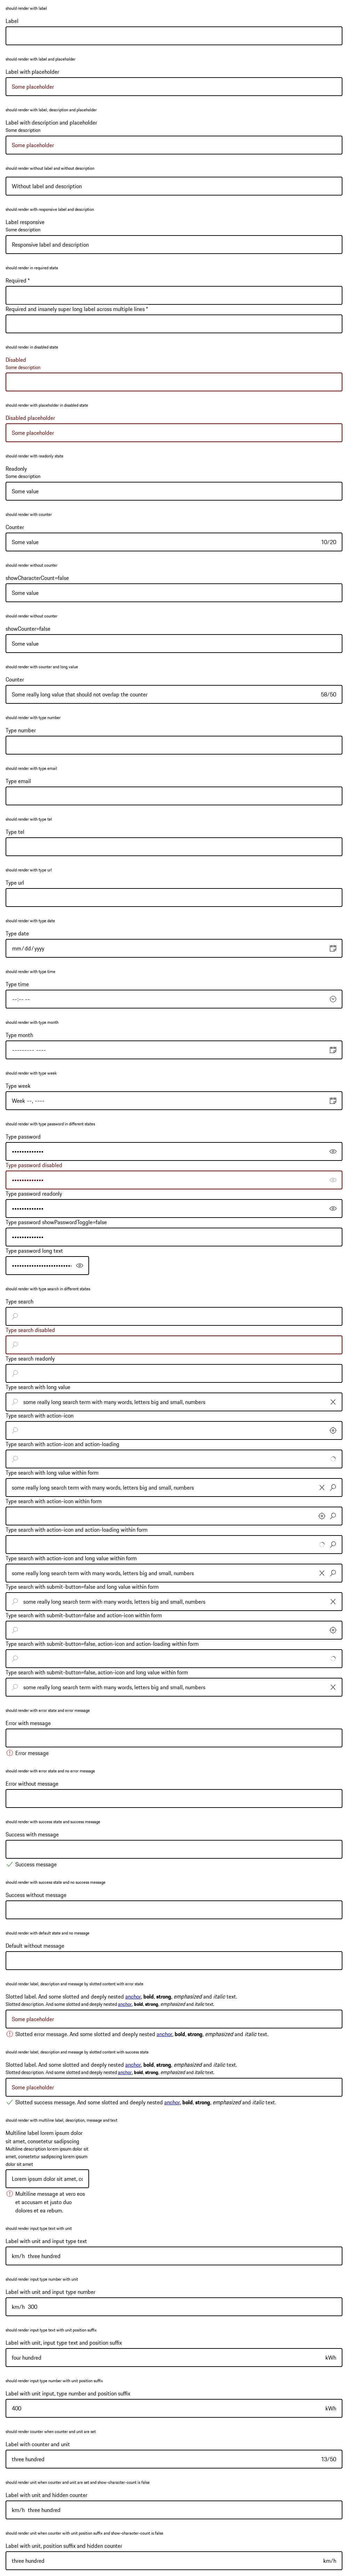 should render with label
Label
should render with label and placeholder
Label with placeholder
Some placeholder
should render with label, description and placeholder
Label with description and placeholder
Some description
Some placeholder
should render without label and without description
Without label and description
should render with responsive label and description
Label responsive
Some description
Responsive label and description
should render in required state
Required *
Required and insanely super long label across multiple lines *
should render in disabled state
Disabled
Some description
should render with placeholder in disabled state
Disabled placeholder
Some placeholder
should render with readonly state
Readonly
Some description
Some value
should render with counter
Counter
Some value 10/20
should render without counter
showCharacterCount=false
Some value
should render without counter
showCounter=false
Some value
should render with counter and long value
Counter
Some really long value that should not overlap the counter 58/50
should render with type number
Type number
should render with type email
Type email
should render with type tel
Type tel
should render with type url
Type url
should render with type date
Type date
mm/dd/yyyy
should render with type time
Type time
--:-- --
should render with type month
Type month
--------- ----
should render with type week
Type week
Week --, ----
should render with type password in different states
Type password
••••••••••••••
Type password disabled
••••••••••••••
Type password readonly
••••••••••••••
Type password showPasswordToggle=false
••••••••••••••
Type password long text
••••••••••••••••••••••••••
should render with type search in different states
Type search
Type search disabled
Type search readonly
Type search with long value
some really long search term with many words, letters big and small, numbers
Type search with action-icon
Type search with action-icon and action-loading
Type search with long value within form
some really long search term with many words, letters big and small, numbers
Type search with action-icon within form
Type search with action-icon and action-loading within form
Type search with action-icon and long value within form
some really long search term with many words, letters big and small, numbers
Type search with submit-button=false and long value within form
some really long search term with many words, letters big and small, numbers
Type search with submit-button=false and action-icon within form
Type search with submit-button=false, action-icon and action-loading within form
Type search with submit-button=false, action-icon and long value within form
some really long search term with many words, letters big and small, numbers
should render with error state and error message
Error with message
Error message
should render with error state and no error message
Error without message
should render with success state and success message
Success with message
Success message
should render with success state and no success message
Success without message
should render with default state and no message
Default without message
should render label, description and message by slotted content with error state
Slotted label. And some slotted and deeply nested anchor, bold, strong, emphasized and italic text.
Slotted description. And some slotted and deeply nested anchor, bold, strong, emphasized and italic text.
Some placeholder
Slotted error message. And some slotted and deeply nested anchor, bold, strong, emphasized and italic text.
should render label, description and message by slotted content with success state
Slotted label. And some slotted and deeply nested anchor, bold, strong, emphasized and italic text.
Slotted description. And some slotted and deeply nested anchor, bold, strong, emphasized and italic text.
Some placeholder
Slotted success message. And some slotted and deeply nested anchor, bold, strong, emphasized and italic text.
should render with multiline label, description, message and text
Multiline label lorem ipsum dolor
sit amet, consetetur sadipscing
Multiline description lorem ipsum dolor sit
amet, consetetur sadipscing lorem ipsum
dolor sit amet
Lorem ipsum dolor sit amet, co
Multiline message at vero eos
et accusam et justo duo
dolores et ea rebum.
should render input type text with unit
Label with unit and input type text
km/h three hundred
should render input type number with unit
Label with unit and input type number
km/h 300
should render input type text with unit position suffix
Label with unit, input type text and position suffix
four hundred kWh
should render input type number with unit position suffix
Label with unit input, type number and position suffix
400 kWh
should render counter when counter and unit are set
Label with counter and unit
three hundred 13/50
should render unit when counter and unit are set and show-character-count is false
Label with unit and hidden counter
km/h three hundred
should render unit when counter with unit position suffix and show-character-count is false
Label with unit, position suffix and hidden counter
three hundred km/h